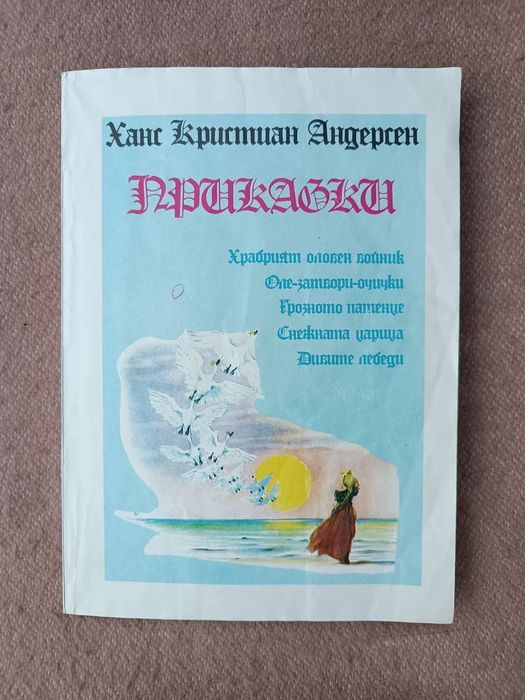 Ханс Кристиан Андерсен
ПРИКАЗКИ
Храбрият оловен войник
Оле-затвори-очички
Грозното патенце
Снежната царица
Дивите лебеди